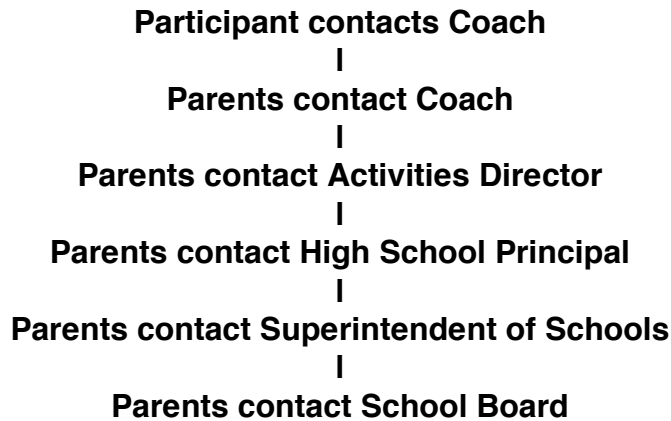 Participant contacts Coach
I
Parents contact Coach
I
Parents contact Activities Director
I
Parents contact High School Principal
I
Parents contact Superintendent of Schools
I
Parents contact School Board